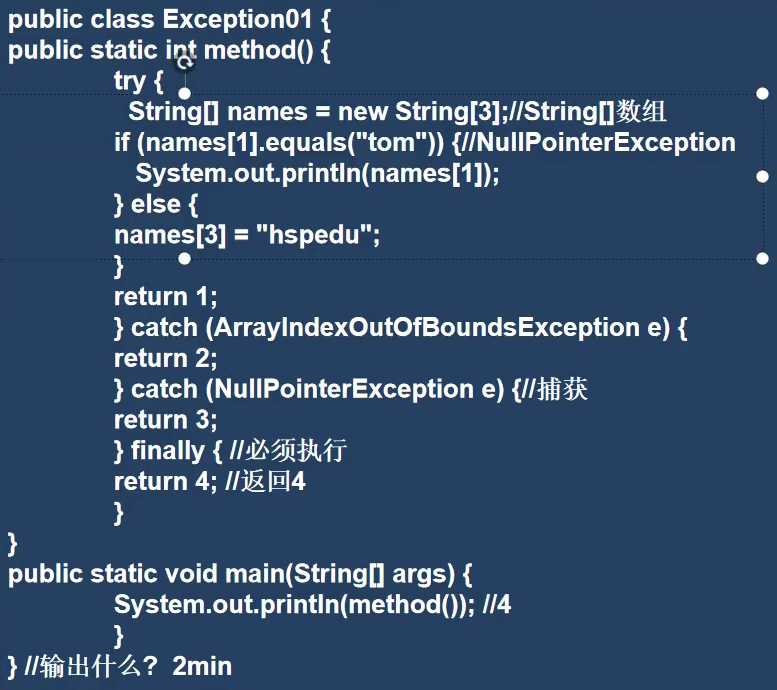 public class Exception01 {
public static int method() {
try {
String[] names = new String[3];//String[]数组
if (names[1].equals("tom")) {//NullPointerException
System.out.println(names[1]);
} else {
names[3] = "hspedu";
}
return 1;
} catch (ArrayIndexOutOfBoundsException e) {
return 2;
} catch (NullPointerException e) {//捕获
return 3;
} finally { //必须执行
return 4; //返回4
}
}
public static void main(String[] args) {
System.out.println(method()); //4
}
} //输出什么? 2min